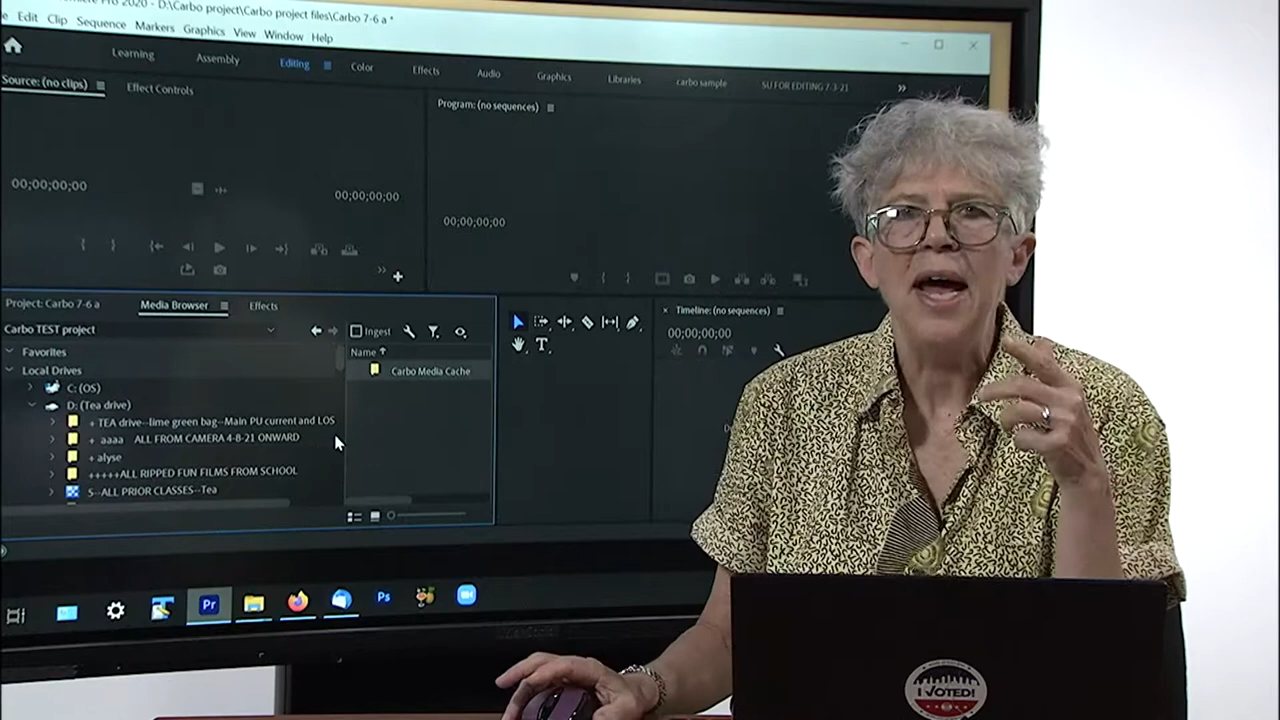 Premiere Pro 2020 - D:\Carbo project\Carbo project files\Carbo 7-6 a *
Edit Clip Sequence Markers Graphics View Window Help
Learning Assembly Editing Color Effects Audio Graphics Libraries carbo sample SU FOR EDITING 7-3-21
Source: (no clips) Effect Controls
Program: (no sequences)
00;00;00;00 00;00;00;00
00;00;00;00
Project: Carbo 7-6 a Media Browser Effects
Timeline: (no sequences)
Carbo TEST project
Ingest
00;00;00;00
Favorites
Name
Local Drives
Carbo Media Cache
C: (OS)
D: (Tea drive)
+ TEA drive--lime green bag--Main PU current and LOS
+ aaaa ALL FROM CAMERA 4-8-21 ONWARD
+ alyse
+++++ALL RIPPED FUN FILMS FROM SCHOOL
5--ALL PRIOR CLASSES--Tea
Pr
Ps
I VOTED!